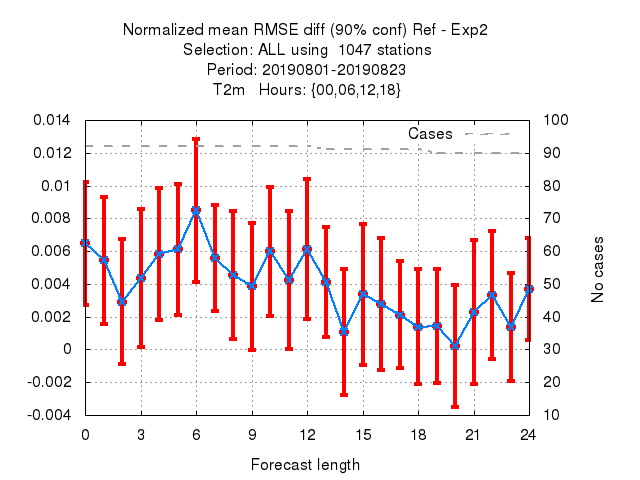 Normalized mean RMSE diff (90% conf) Ref - Exp2
Selection: ALL using  1047 stations
Period: 20190801-20190823
T2m   Hours: {00,06,12,18}
Cases
0.014
0.012
0.01
0.008
0.006
0.004
0.002
0
-0.002
-0.004
100
90
80
70
60
50
40
30
20
10
No cases
0 3 6 9 12 15 18 21 24
Forecast length